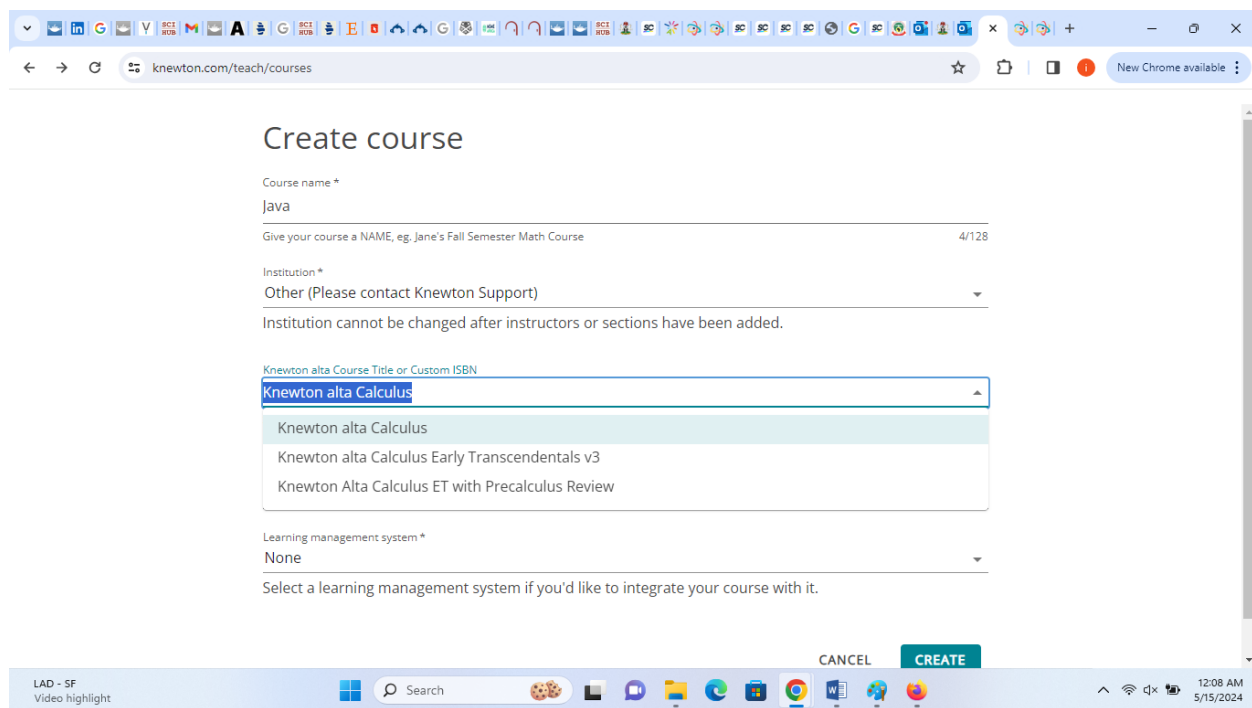 knewton.com/teach/courses
New Chrome available
Create course
Course name *
Java
Give your course a NAME, eg. Jane's Fall Semester Math Course 4/128
Institution *
Other (Please contact Knewton Support)
Institution cannot be changed after instructors or sections have been added.
Knewton alta Course Title or Custom ISBN
Knewton alta Calculus
Knewton alta Calculus
Knewton alta Calculus Early Transcendentals v3
Knewton Alta Calculus ET with Precalculus Review
Learning management system *
None
Select a learning management system if you'd like to integrate your course with it.
CANCEL CREATE
LAD - SF
Video highlight
Search
12:08 AM
5/15/2024